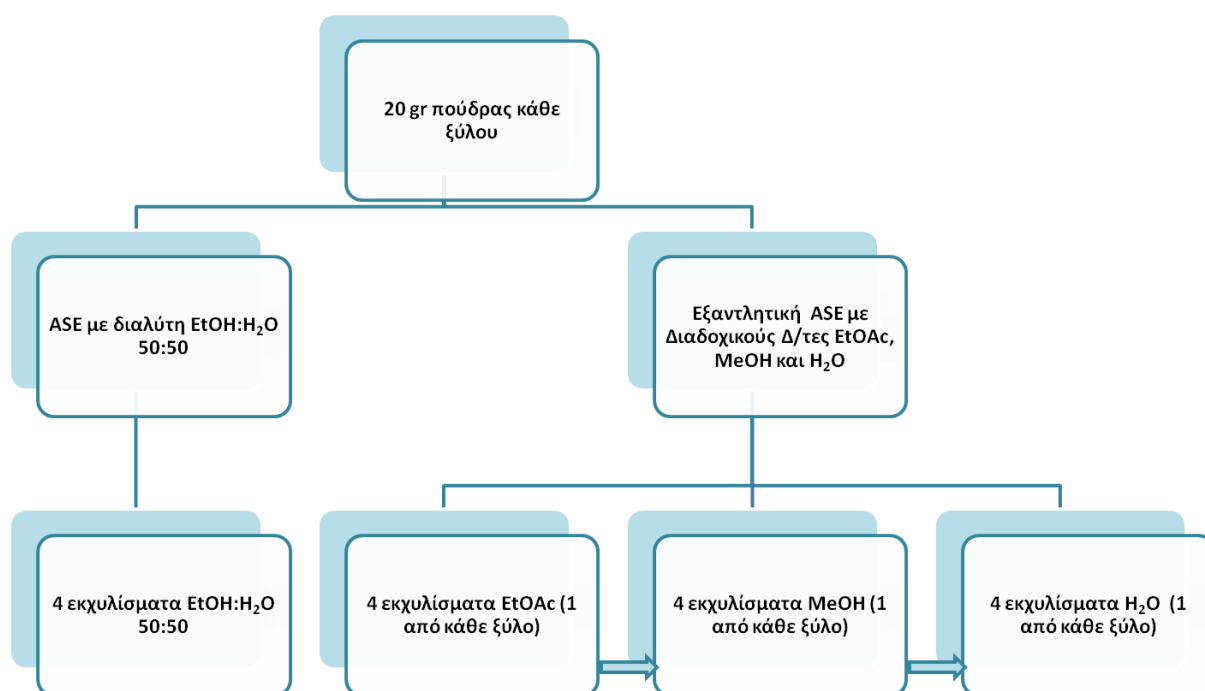 20 gr πούδρας κάθε
ξύλου
ASE με διαλύτη EtOH:H₂O
50:50
Εξαντλητική ASE με
Διαδοχικούς Δ/τες EtOAc,
MeOH και H₂O
4 εκχυλίσματα EtOH:H₂O
50:50
4 εκχυλίσματα EtOAc (1
από κάθε ξύλο)
4 εκχυλίσματα MeOH (1
από κάθε ξύλο)
4 εκχυλίσματα H₂O (1
από κάθε ξύλο)